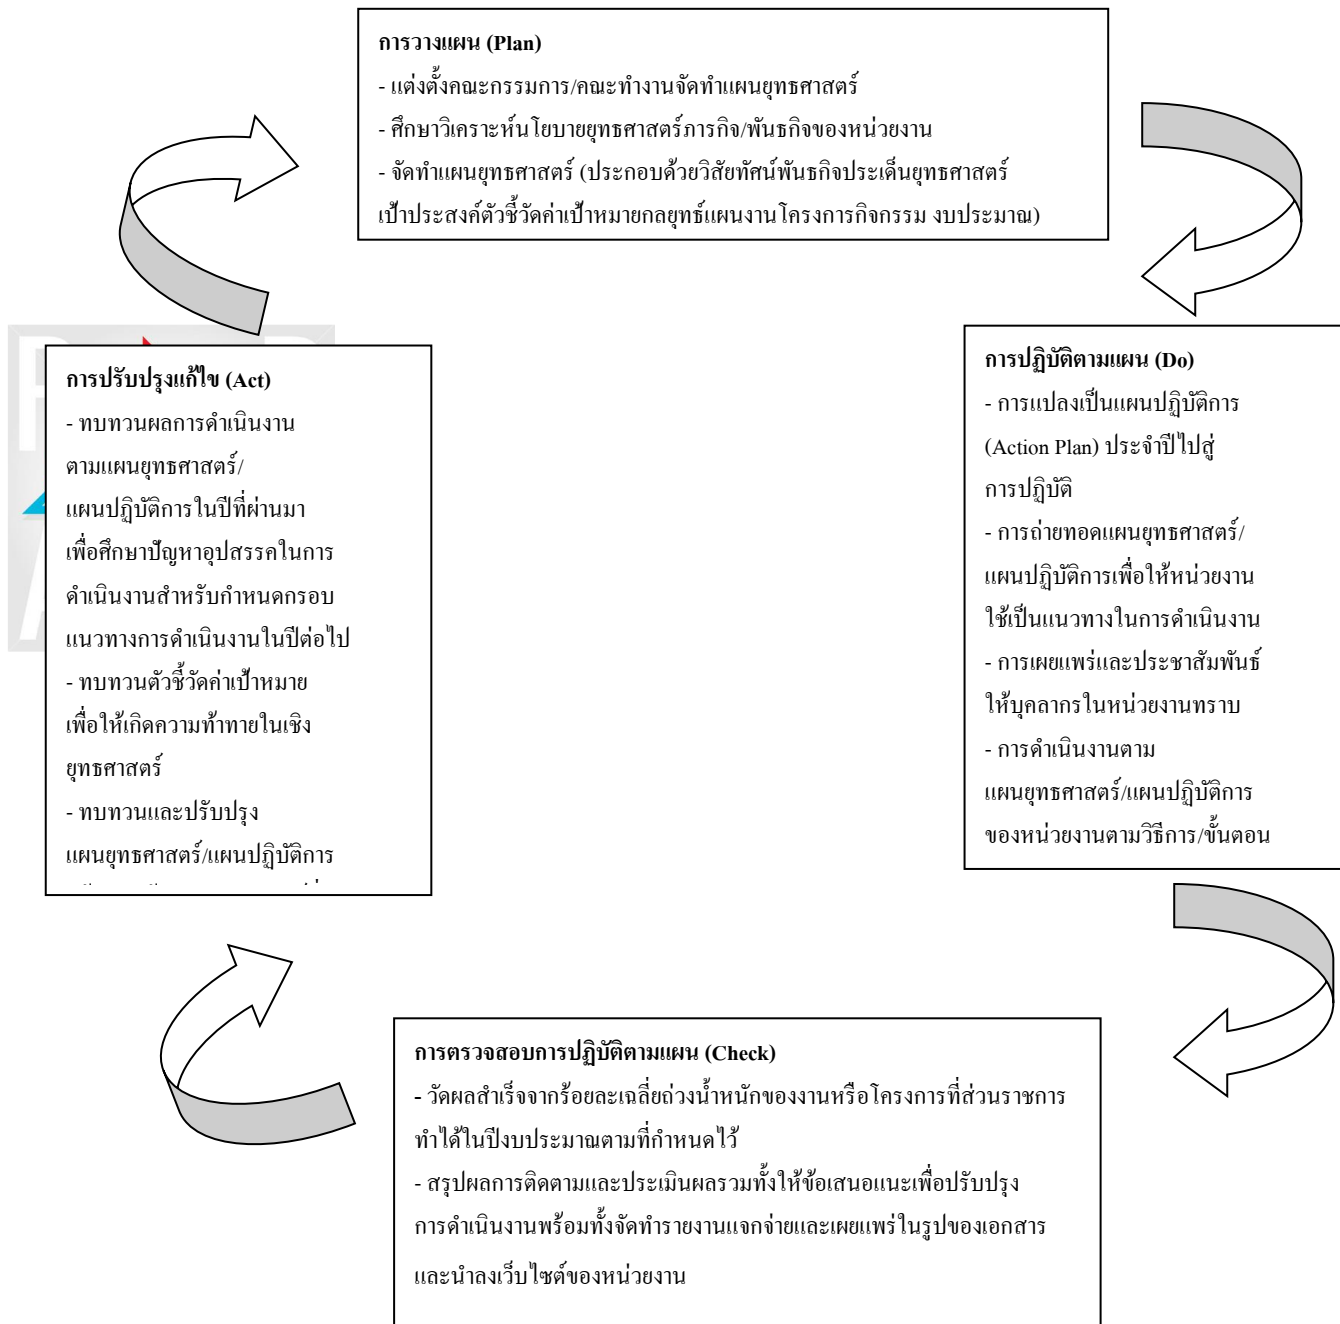 การวางแผน (Plan)
- แต่งตั้งคณะกรรมการ/คณะทำงานจัดทำแผนยุทธศาสตร์
- ศึกษาวิเคราะห์นโยบายยุทธศาสตร์ภารกิจ/พันธกิจของหน่วยงาน
- จัดทำแผนยุทธศาสตร์ (ประกอบด้วยวิสัยทัศน์พันธกิจประเด็นยุทธศาสตร์
เป้าประสงค์ตัวชี้วัดค่าเป้าหมายกลยุทธ์แผนงานโครงการกิจกรรม งบประมาณ)
การปฏิบัติตามแผน (Do)
- การแปลงเป็นแผนปฏิบัติการ
(Action Plan) ประจำปีไปสู่
การปฏิบัติ
- การถ่ายทอดแผนยุทธศาสตร์/
แผนปฏิบัติการเพื่อให้หน่วยงาน
ใช้เป็นแนวทางในการดำเนินงาน
- การเผยแพร่และประชาสัมพันธ์
ให้บุคลากรในหน่วยงานทราบ
- การดำเนินงานตาม
แผนยุทธศาสตร์/แผนปฏิบัติการ
ของหน่วยงานตามวิธีการ/ขั้นตอน
การตรวจสอบการปฏิบัติตามแผน (Check)
- วัดผลสำเร็จจากร้อยละเฉลี่ยถ่วงน้ำหนักของงานหรือโครงการที่ส่วนราชการ
ทำได้ในปีงบประมาณตามที่กำหนดไว้
- สรุปผลการติดตามและประเมินผลรวมทั้งให้ข้อเสนอแนะเพื่อปรับปรุง
การดำเนินงานพร้อมทั้งจัดทำรายงานแจกจ่ายและเผยแพร่ในรูปของเอกสาร
และนำลงเว็บไซต์ของหน่วยงาน
การปรับปรุงแก้ไข (Act)
- ทบทวนผลการดำเนินงาน
ตามแผนยุทธศาสตร์/
แผนปฏิบัติการในปีที่ผ่านมา
เพื่อศึกษาปัญหาอุปสรรคในการ
ดำเนินงานสำหรับกำหนดกรอบ
แนวทางการดำเนินงานในปีต่อไป
- ทบทวนตัวชี้วัดค่าเป้าหมาย
เพื่อให้เกิดความท้าทายในเชิง
ยุทธศาสตร์
- ทบทวนและปรับปรุง
แผนยุทธศาสตร์/แผนปฏิบัติการ